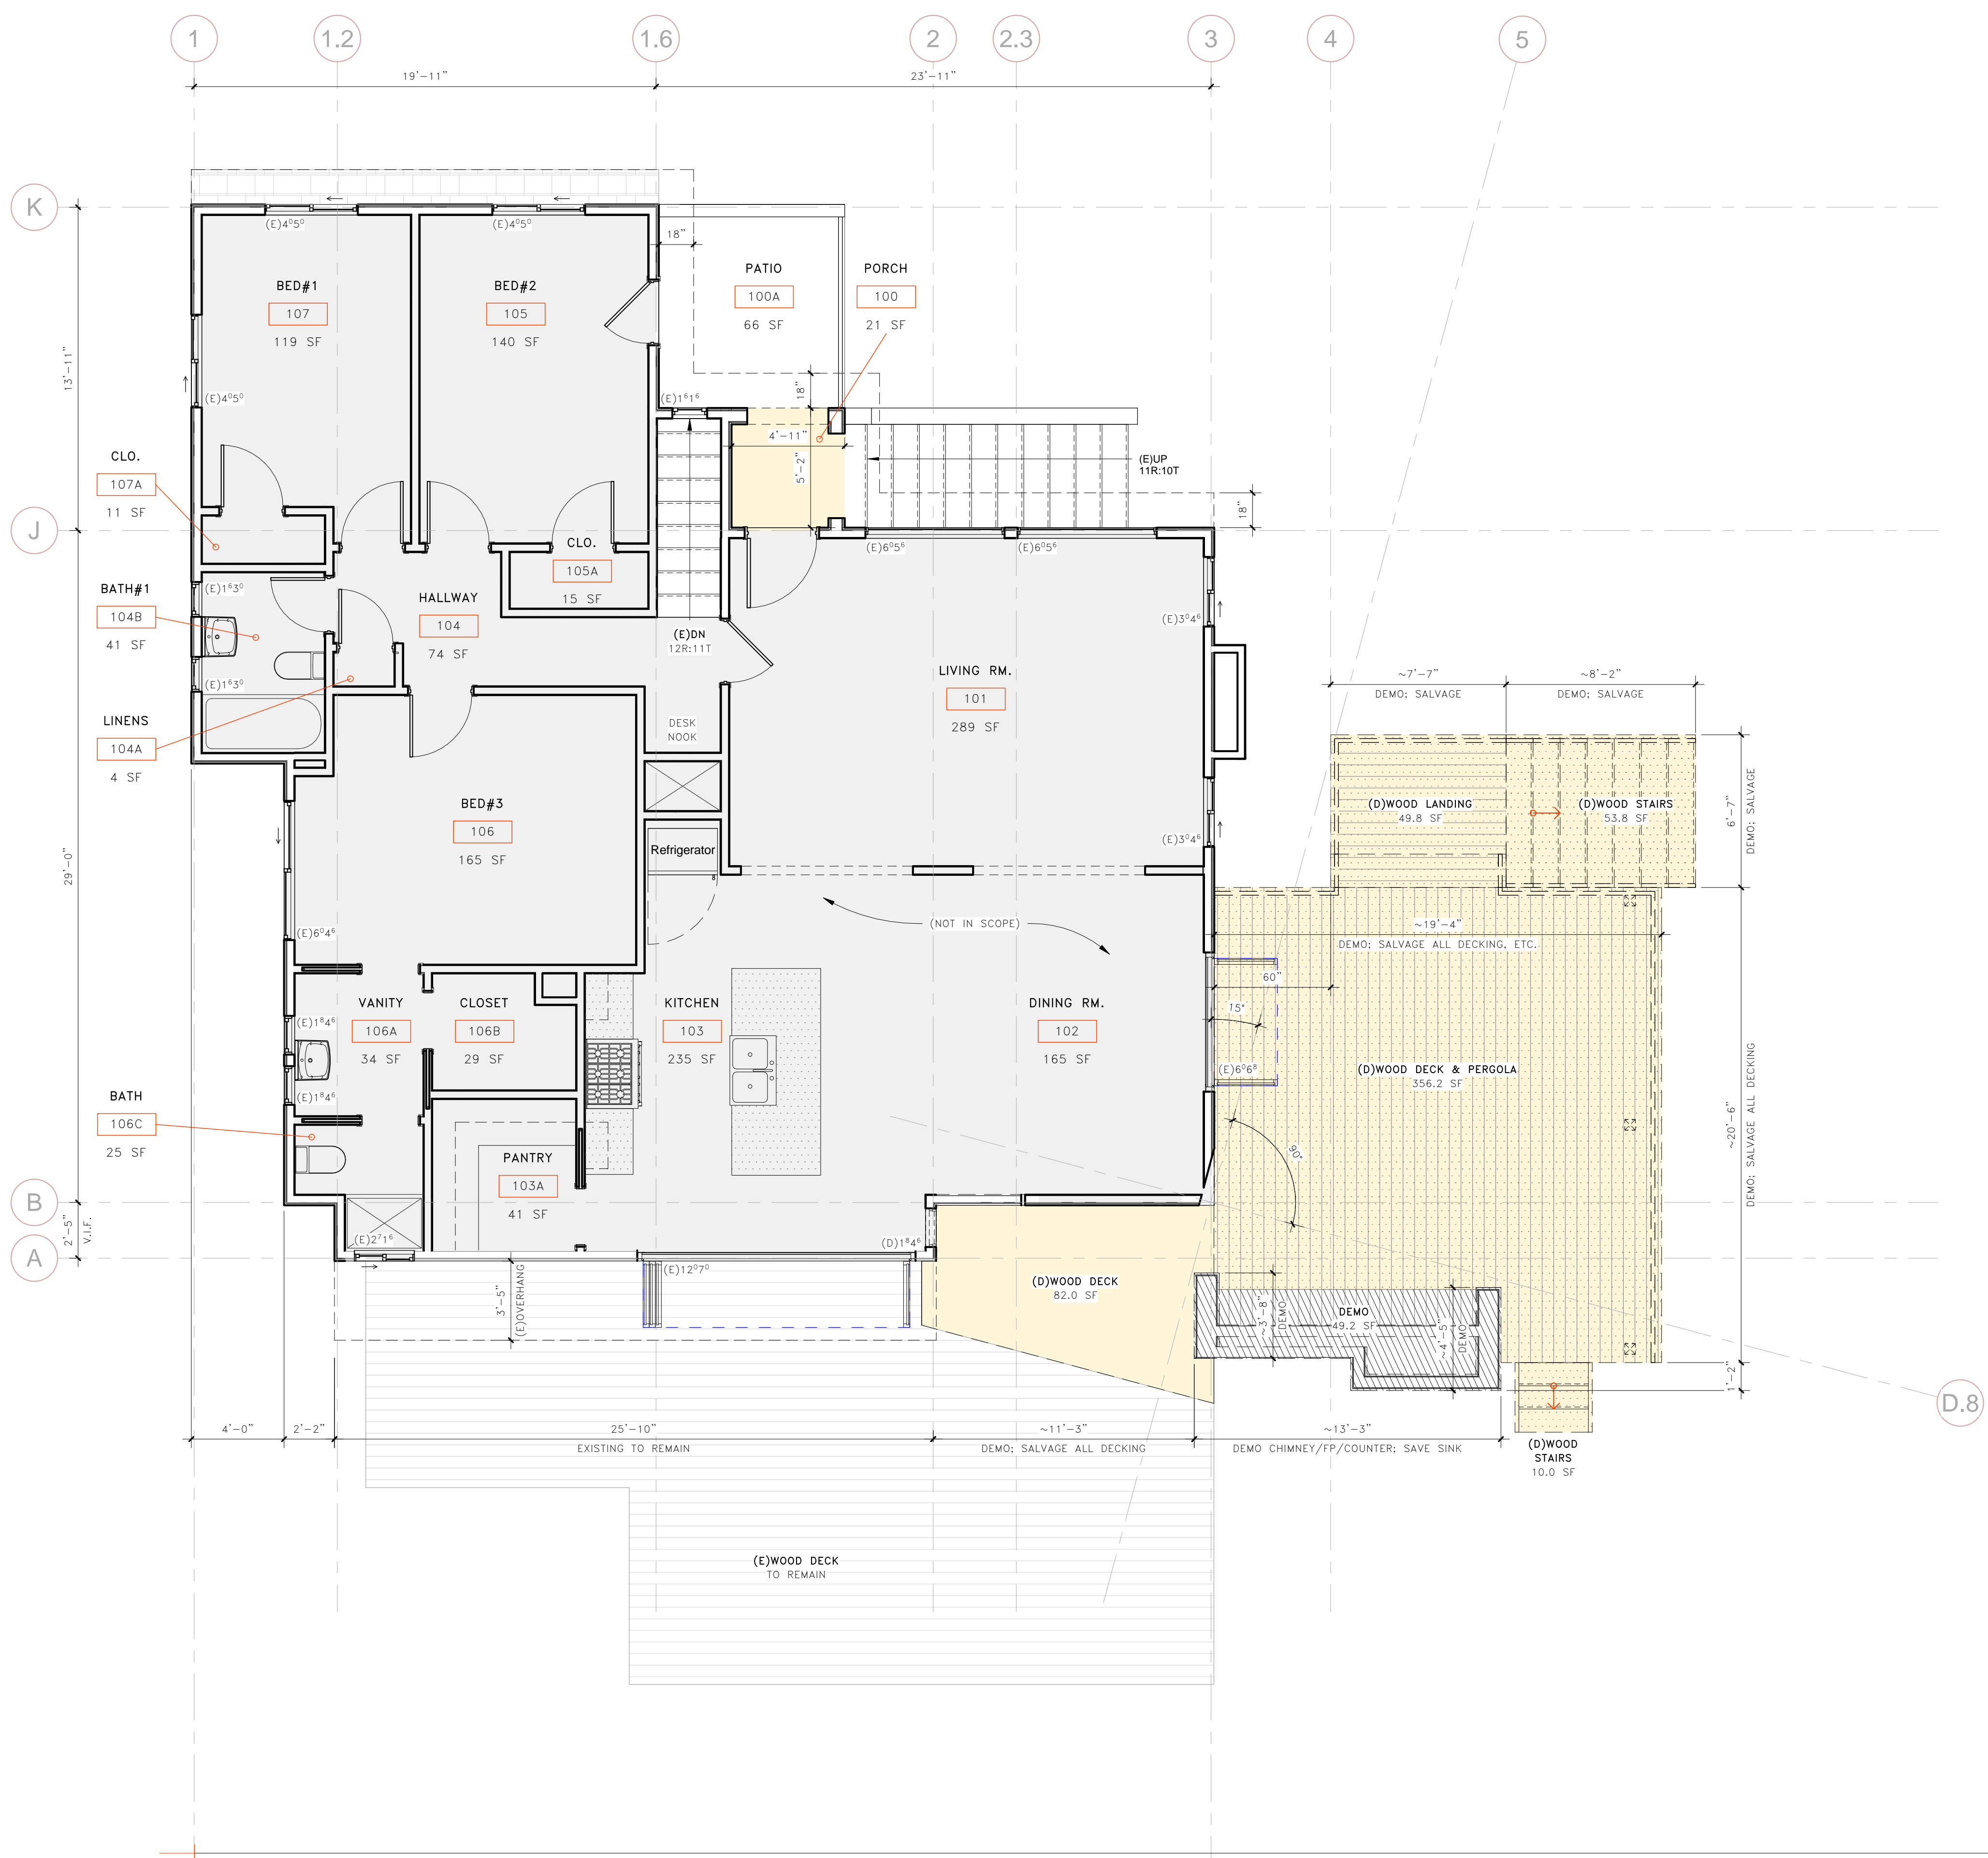 1
1.2
1.6
2
2.3
3
4
5
19'-11"
23'-11"
K
(E)4⁰5⁰
(E)4⁰5⁰
18"
BED#1
107
119 SF
BED#2
105
140 SF
PATIO
100A
66 SF
PORCH
100
21 SF
13'-11"
(E)4⁰5⁰
(E)1⁶1⁶
18"
4'-11"
5'-2"
(E)UP
11R:10T
CLO.
107A
11 SF
18"
J
CLO.
105A
15 SF
(E)6⁰5⁶
(E)6⁰5⁶
BATH#1
104B
41 SF
(E)1⁶3⁰
HALLWAY
104
74 SF
(E)DN
12R:11T
(E)3⁰4⁶
(E)1⁶3⁰
LIVING RM.
101
289 SF
LINENS
104A
4 SF
DESK
NOOK
~7'-7"
DEMO; SALVAGE
~8'-2"
DEMO; SALVAGE
BED#3
106
165 SF
(E)3⁰4⁶
(D)WOOD LANDING
49.8 SF
(D)WOOD STAIRS
53.8 SF
6'-7"
DEMO; SALVAGE
29'-0"
Refrigerator
(E)6⁰4⁶
(NOT IN SCOPE)
~19'-4"
DEMO; SALVAGE ALL DECKING, ETC.
60"
15°
VANITY
106A
34 SF
(E)1⁸4⁶
(E)1⁸4⁶
CLOSET
106B
29 SF
KITCHEN
103
235 SF
DINING RM.
102
165 SF
(E)6⁰6⁸
(D)WOOD DECK & PERGOLA
356.2 SF
~20'-6"
DEMO; SALVAGE ALL DECKING
BATH
106C
25 SF
90°
PANTRY
103A
41 SF
B
2'-5"
V.I.F.
A
(E)2⁷1⁶
(D)1⁸4⁶
(E)12⁰7⁰
3'-5"
(E)OVERHANG
(D)WOOD DECK
82.0 SF
~3'-8"
DEMO
DEMO
49.2 SF
~4'-5"
DEMO
1'-2"
D.8
4'-0"
2'-2"
25'-10"
EXISTING TO REMAIN
~11'-3"
DEMO; SALVAGE ALL DECKING
~13'-3"
DEMO CHIMNEY/FP/COUNTER; SAVE SINK
(D)WOOD
STAIRS
10.0 SF
(E)WOOD DECK
TO REMAIN